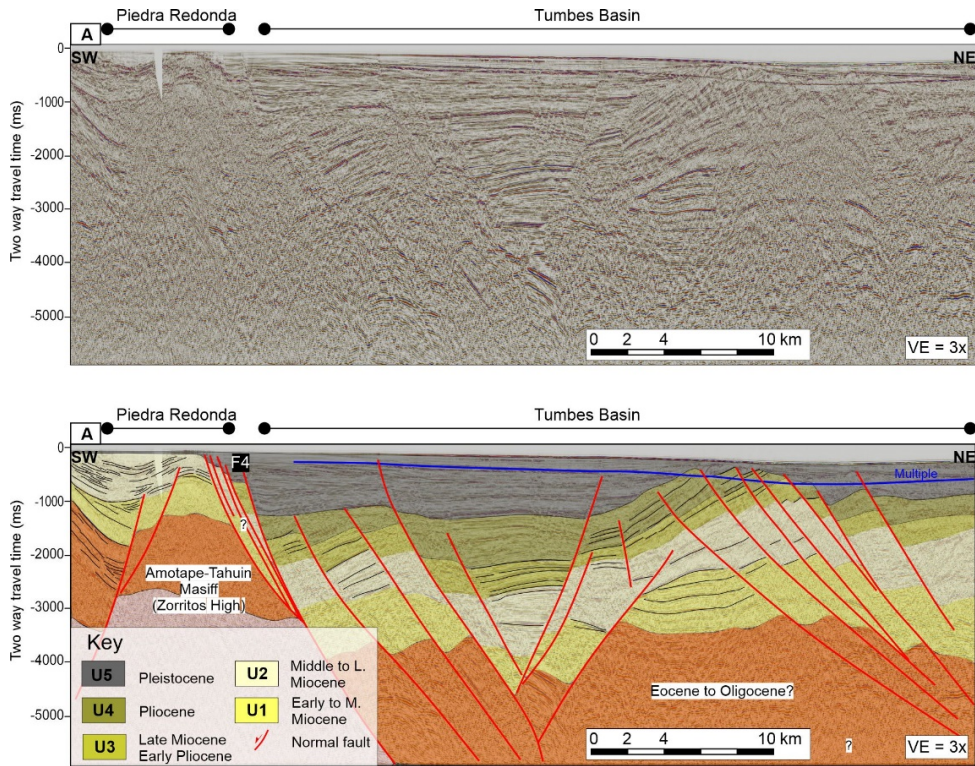 Piedra Redonda
Tumbes Basin
A
SW
NE
Two way travel time (ms)
0
-1000
-2000
-3000
-4000
-5000
0 2 4 10 km
VE = 3x
Piedra Redonda
Tumbes Basin
A
SW
NE
F4
Multiple
Two way travel time (ms)
0
-1000
-2000
-3000
-4000
-5000
?
Amotape-Tahuin
Masiff
(Zorritos High)
Key
U5 Pleistocene
U4 Pliocene
U3 Late Miocene
Early Pliocene
U2 Middle to L.
Miocene
U1 Early to M.
Miocene
Normal fault
Eocene to Oligocene?
?
0 2 4 10 km
VE = 3x